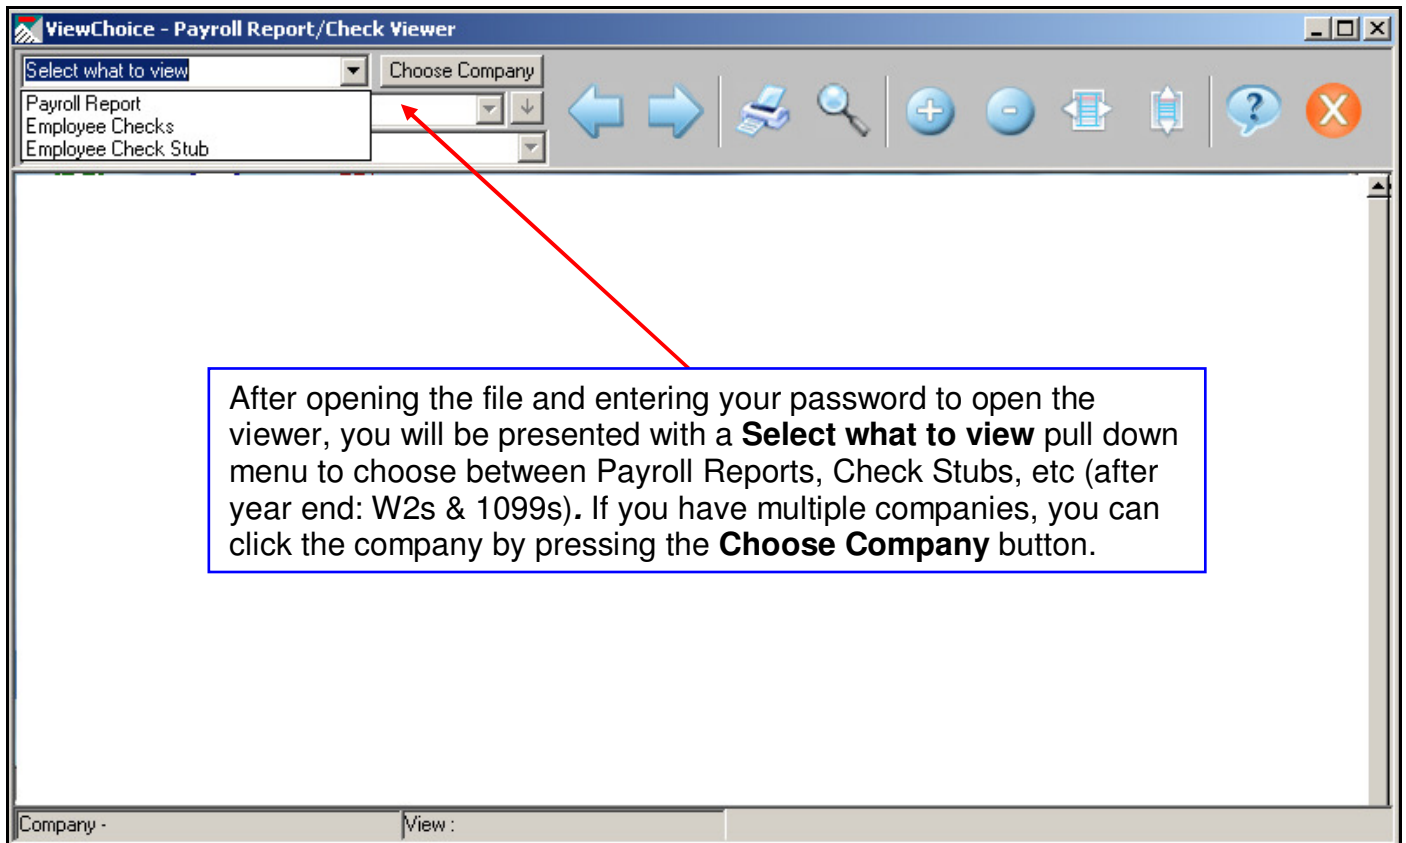 ViewChoice - Payroll Report/Check Viewer
Select what to view
Choose Company
Payroll Report
Employee Checks
Employee Check Stub
After opening the file and entering your password to open the
viewer, you will be presented with a Select what to view pull down
menu to choose between Payroll Reports, Check Stubs, etc (after
year end: W2s & 1099s). If you have multiple companies, you can
click the company by pressing the Choose Company button.
Company -
View :